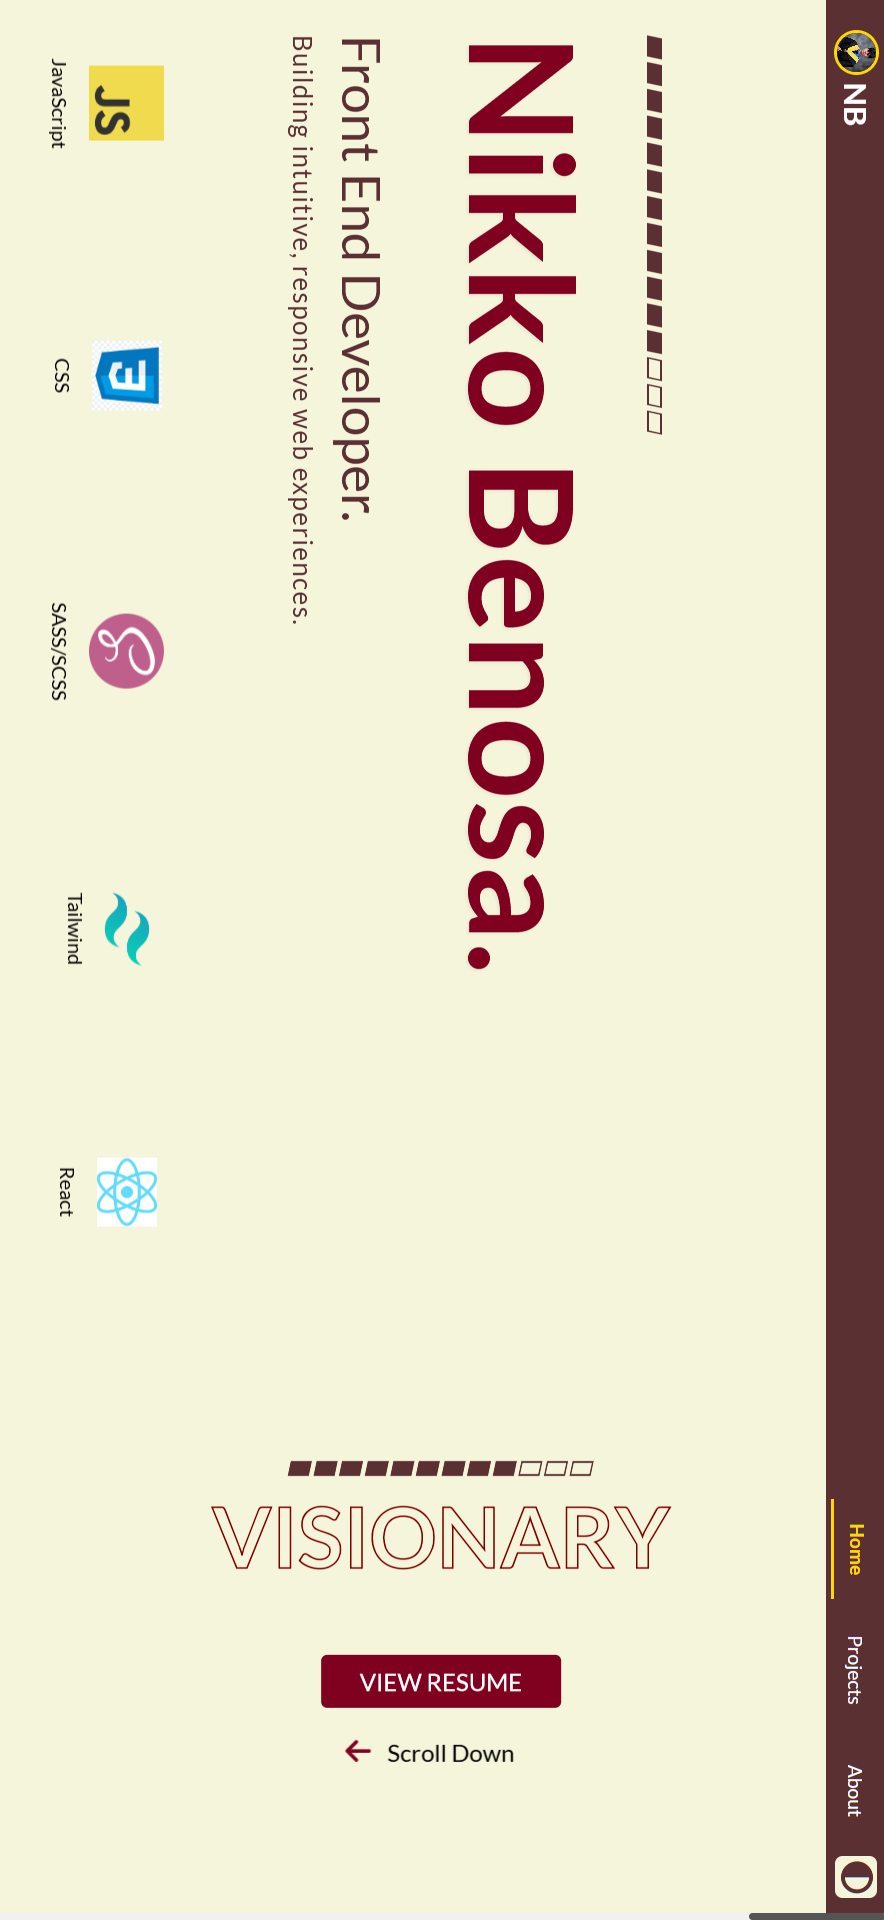 NB
Home
Projects
About
Nikko Benosa.
Front End Developer.
Building intuitive, responsive web experiences.
VISIONARY
VIEW RESUME
Scroll Down
JS
JavaScript
CSS
SASS/SCSS
Tailwind
React